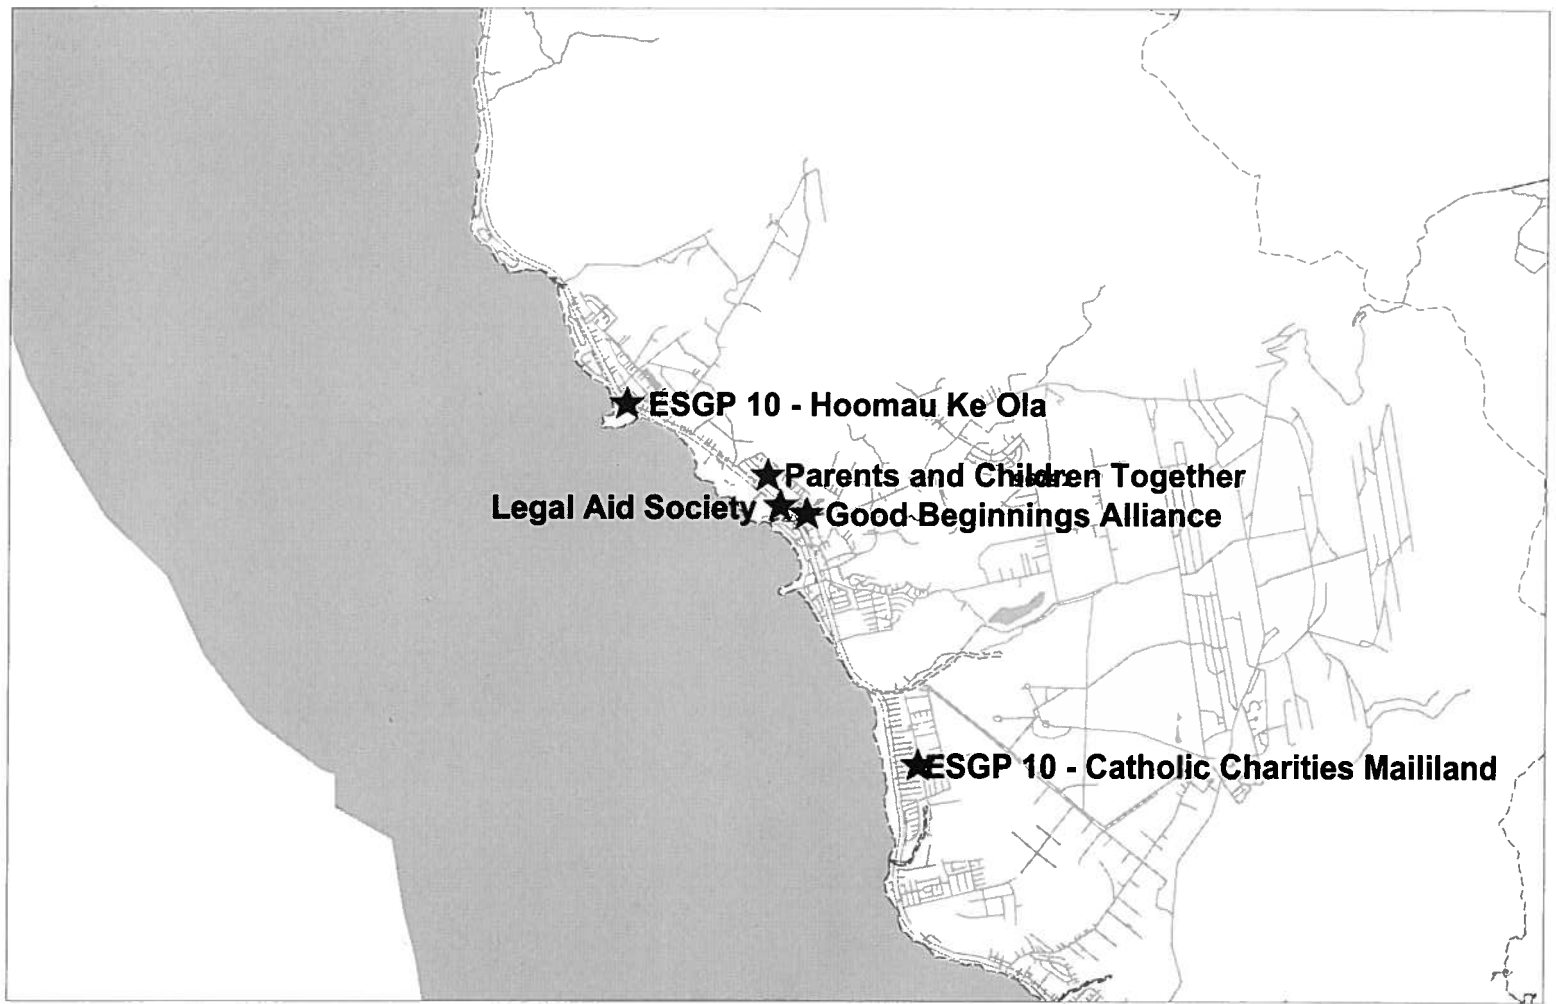 ESGP 10 - Hoomau Ke Ola
Parents and Children Together
Legal Aid Society
Good Beginnings Alliance
ESGP 10 - Catholic Charities Maililand